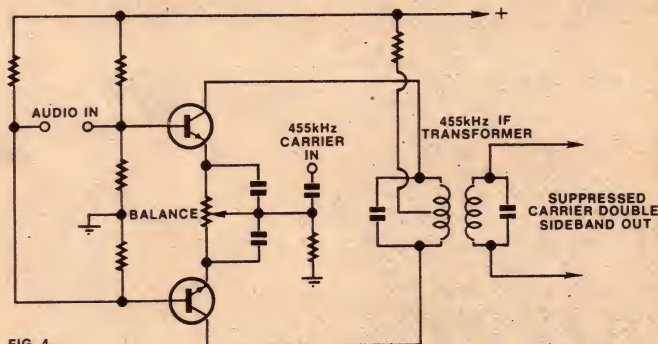 +
AUDIO IN
455kHz
CARRIER
IN
455kHz IF
TRANSFORMER
BALANCE
SUPPRESSED
CARRIER DOUBLE
SIDEBAND OUT
FIG. 4